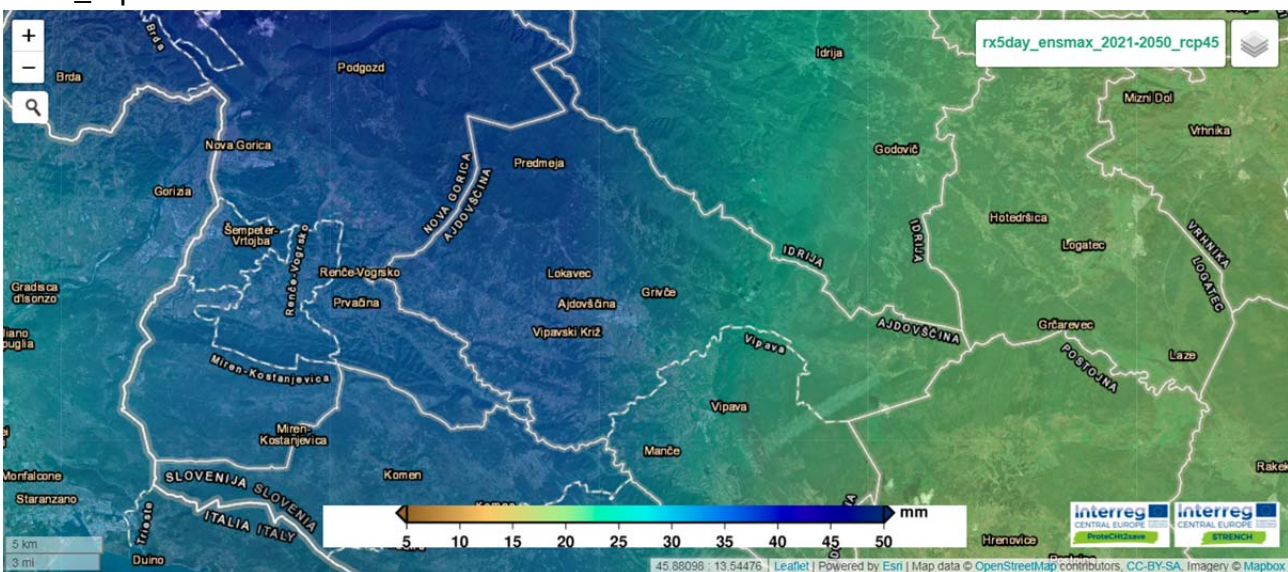 +
−
rx5day_ensmax_2021-2050_rcp45
Brda
Brda
Podgozd
Idrija
Mizni Dol
Vrhnika
Nova Gorica
Predmeja
Godovič
Gorizia
NOVA GORICA
AJDOVŠČINA
Šempeter-
Vrtojba
Renče-Vogrsko
Hotedršica
IDRIJA
VRHNIKA
LOGATEC
Logatec
IDRIJA
Renče-Vogrsko
Lokavec
Gradisca
d'Isonzo
Prvačina
Ajdovščina
Grivče
Vipavski Križ
AJDOVŠČINA
Grčarevec
Vipava
POSTOJNA
Laze
Miren-Kostanjevica
Vipava
Miren-
Kostanjevica
Manče
Monfalcone
Komen
Rakek
Staranzano
SLOVENIJA SLOVENIA
ITALIA ITALY
Trieste
Duino
mm
5 10 15 20 25 30 35 40 45 50
Hrenovice
Interreg
CENTRAL EUROPE
ProteCHt2save
Interreg
CENTRAL EUROPE
STRENCH
5 km
3 mi
45.88098 : 13.54476 | Leaflet | Powered by Esri | Map data © OpenStreetMap contributors, CC-BY-SA, Imagery © Mapbox